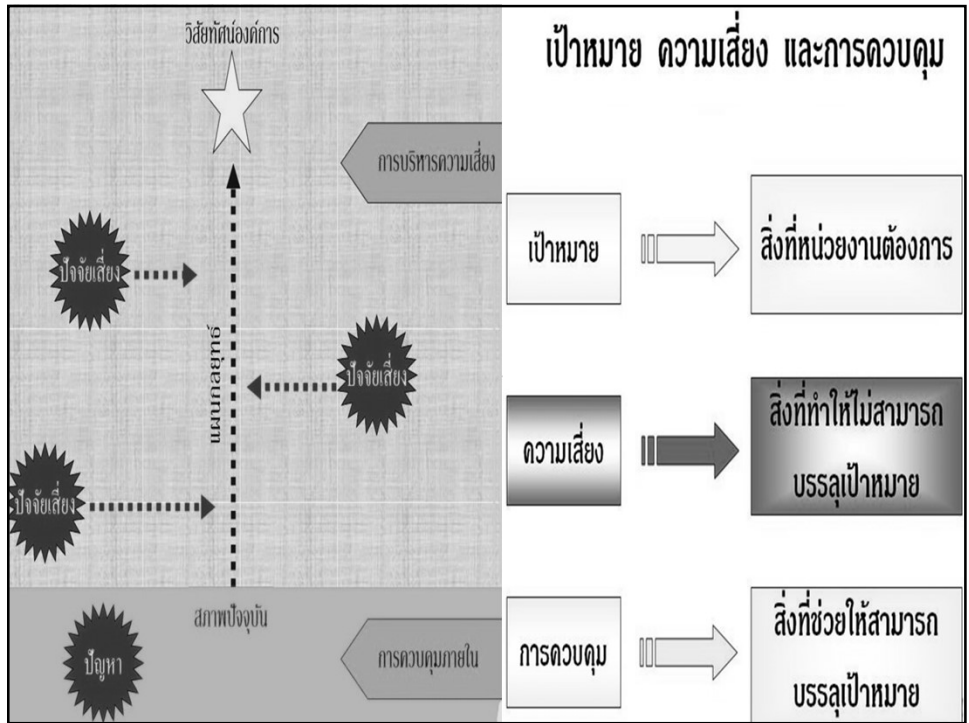 วิสัยทัศน์องค์การ
การบริหารความเสี่ยง
ปัจจัยเสี่ยง
แผนกลยุทธ์
ปัจจัยเสี่ยง
ปัจจัยเสี่ยง
สภาพปัจจุบัน
ปัญหา
การควบคุมภายใน
เป้าหมาย ความเสี่ยง และการควบคุม
เป้าหมาย
สิ่งที่หน่วยงานต้องการ
ความเสี่ยง
สิ่งที่ทำให้ไม่สามารถ
บรรลุเป้าหมาย
การควบคุม
สิ่งที่ช่วยให้สามารถ
บรรลุเป้าหมาย